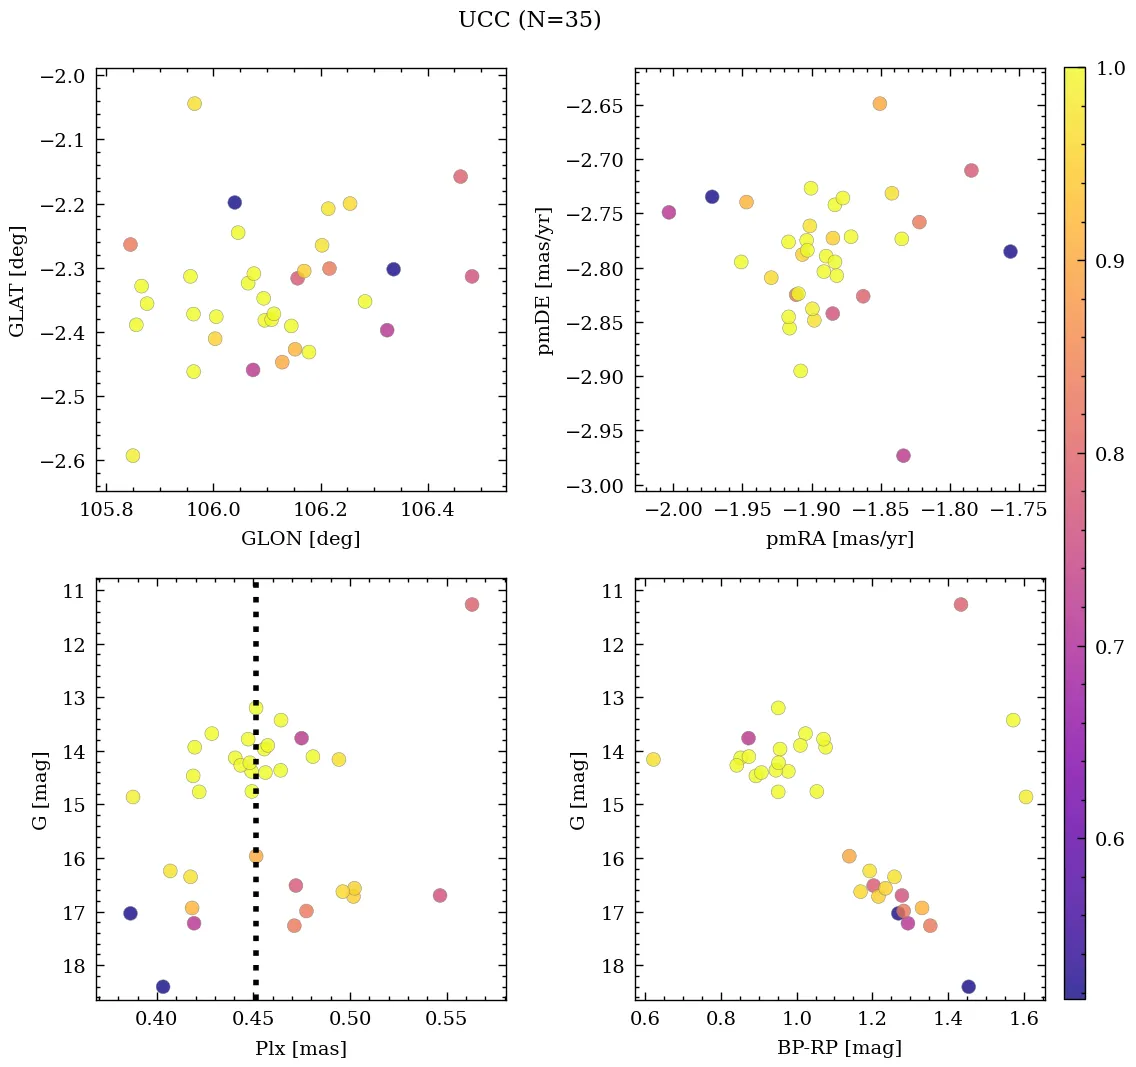 UCC (N=35)
−2.0
−2.1
−2.2
−2.3
−2.4
−2.5
−2.6
GLAT [deg]
105.8 106.0 106.2 106.4
GLON [deg]
−2.65
−2.70
−2.75
−2.80
−2.85
−2.90
−2.95
−3.00
pmDE [mas/yr]
−2.00 −1.95 −1.90 −1.85 −1.80 −1.75
pmRA [mas/yr]
11
12
13
14
15
16
17
18
G [mag]
0.40 0.45 0.50 0.55
Plx [mas]
11
12
13
14
15
16
17
18
G [mag]
0.6 0.8 1.0 1.2 1.4 1.6
BP-RP [mag]
1.0
0.9
0.8
0.7
0.6